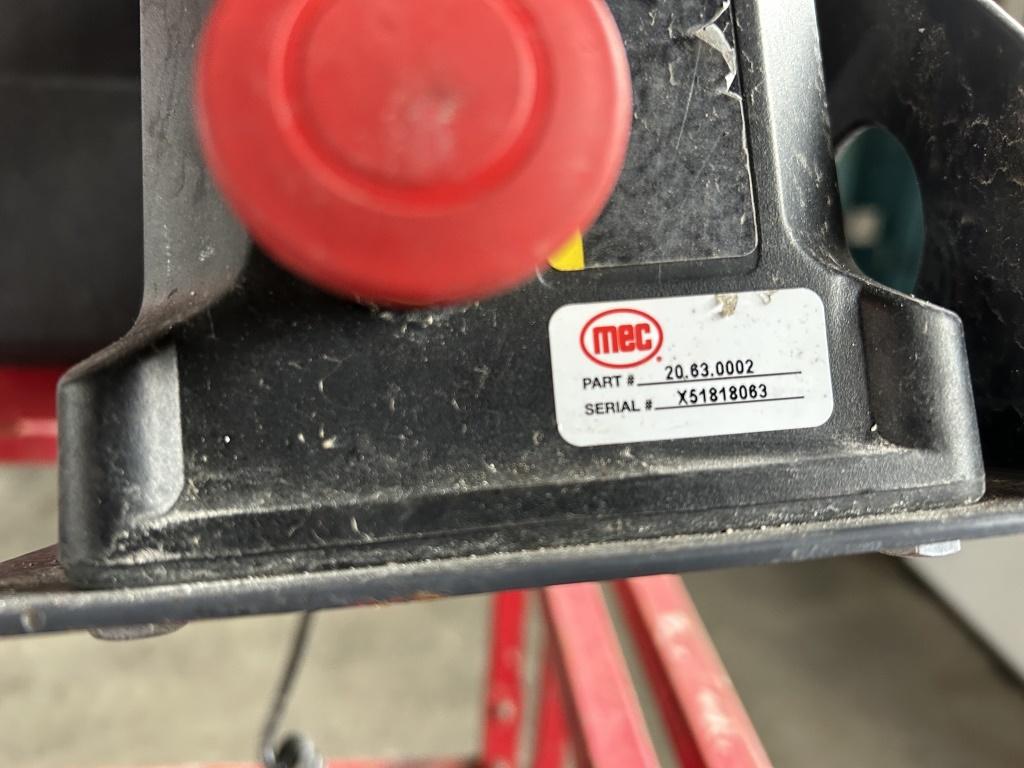 mec
PART # 20.63.0002
SERIAL # X51818063